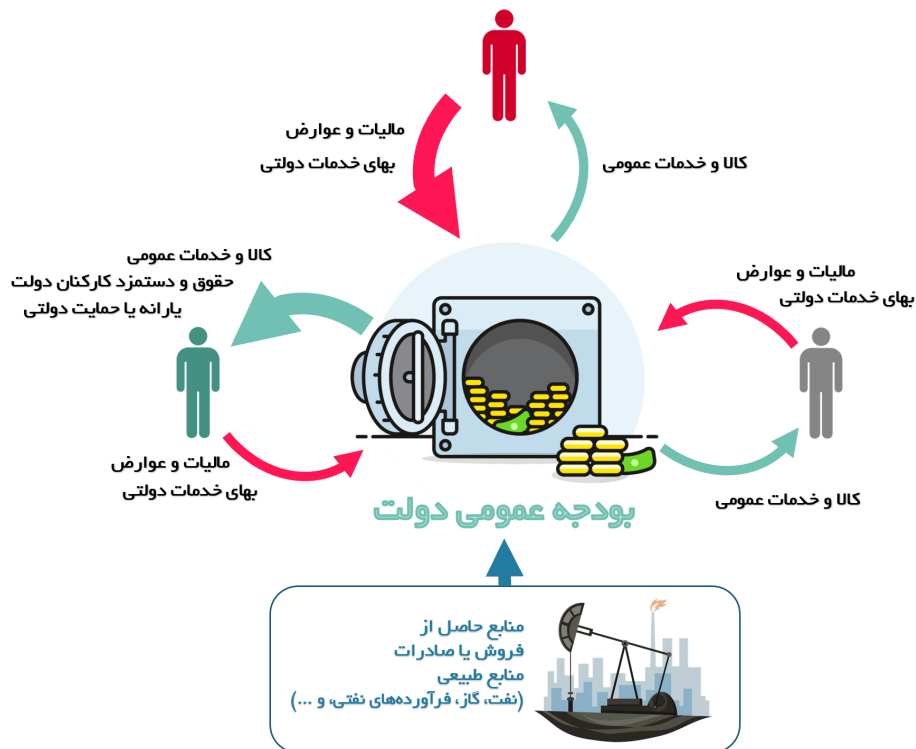 مالیات و عوارض
بهای خدمات دولتی
کالا و خدمات عمومی
کالا و خدمات عمومی
حقوق و دستمزد کارکنان دولت
یارانه یا حمایت دولتی
مالیات و عوارض
بهای خدمات دولتی
مالیات و عوارض
بهای خدمات دولتی
کالا و خدمات عمومی
بودجه عمومی دولت
منابع حاصل از
فروش یا صادرات
منابع طبیعی
(نفت، گاز، فرآورده‌های نفتی، و ...)